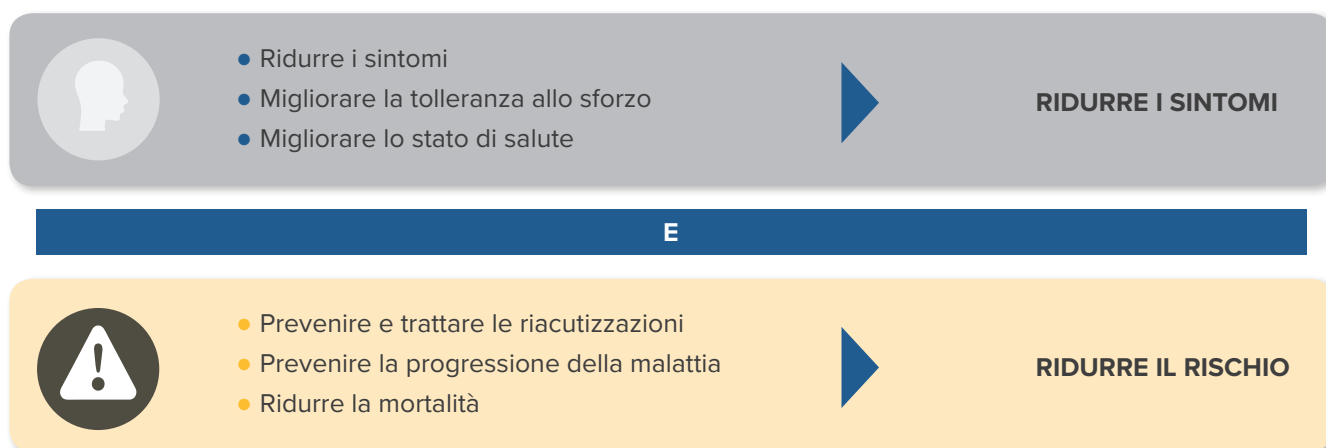 ● Ridurre i sintomi
● Migliorare la tolleranza allo sforzo
● Migliorare lo stato di salute
RIDURRE I SINTOMI
E
● Prevenire e trattare le riacutizzazioni
● Prevenire la progressione della malattia
● Ridurre la mortalità
RIDURRE IL RISCHIO